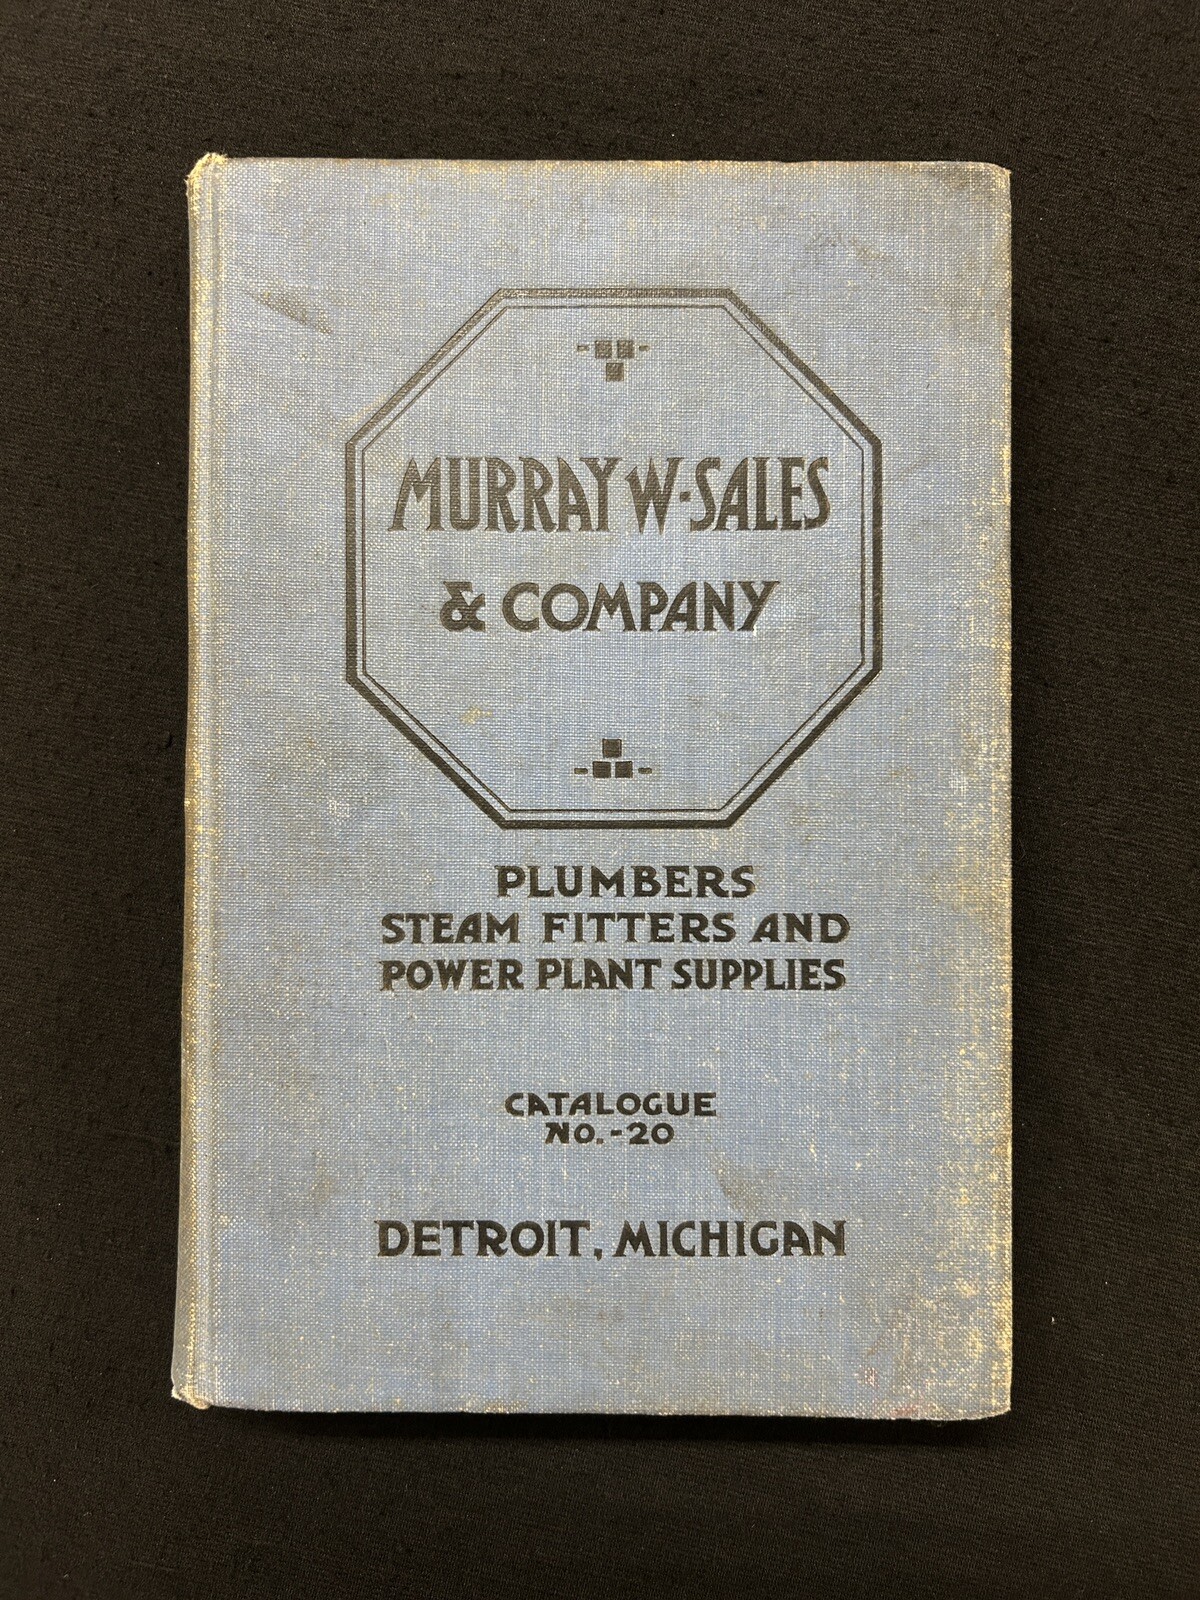 MURRAY W. SALES
& COMPANY
PLUMBERS
STEAM FITTERS AND
POWER PLANT SUPPLIES
CATALOGUE
NO.-20
DETROIT, MICHIGAN